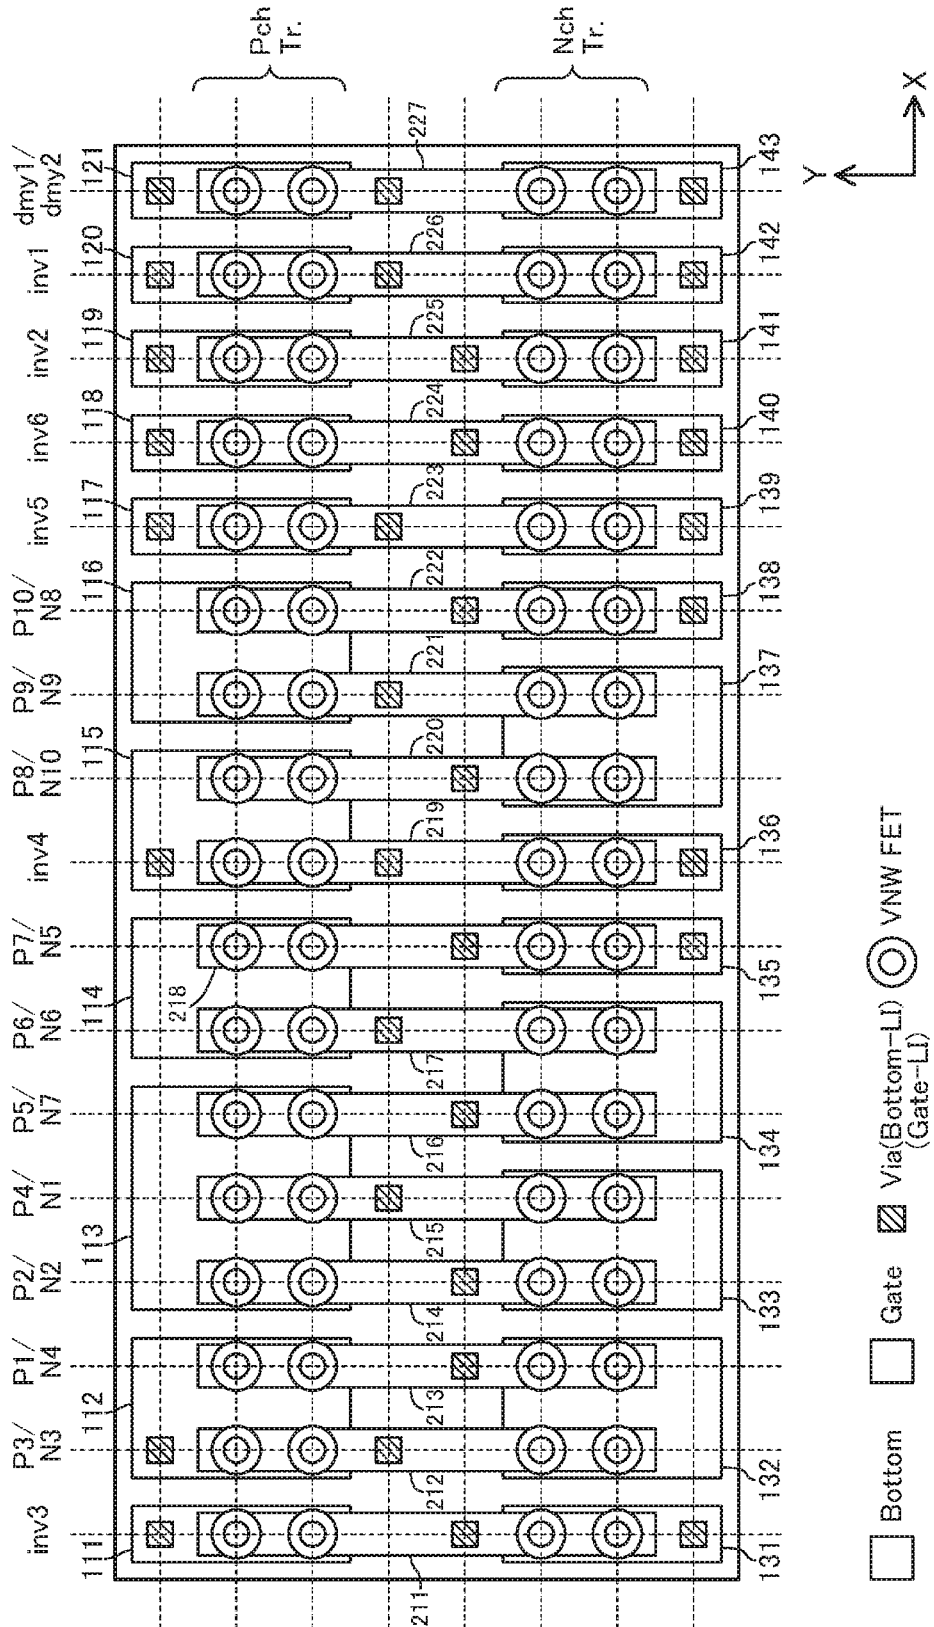 inv3
P3/
N3
P1/
N4
P2/
N2
P4/
N1
P5/
N7
P6/
N6
P7/
N5
inv4
P8/
N10
P9/
N9
P10/
N8
inv5
inv6
inv2
inv1
dmy1/
dmy2
111
112
113
114
115
116
117
118
119
120
121
Pch
Tr.
Nch
Tr.
211
212
213
214
215
216
217
218
219
220
221
222
223
224
225
226
227
131
132
133
134
135
136
137
138
139
140
141
142
143
Y
X
Bottom
Gate
Via(Bottom-LI)
(Gate-LI)
VNW FET